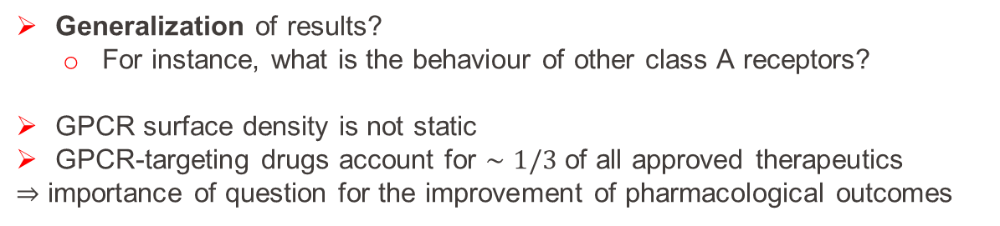 ➢ Generalization of results?
o For instance, what is the behaviour of other class A receptors?
➢ GPCR surface density is not static
➢ GPCR-targeting drugs account for ~ 1/3 of all approved therapeutics
⇒ importance of question for the improvement of pharmacological outcomes